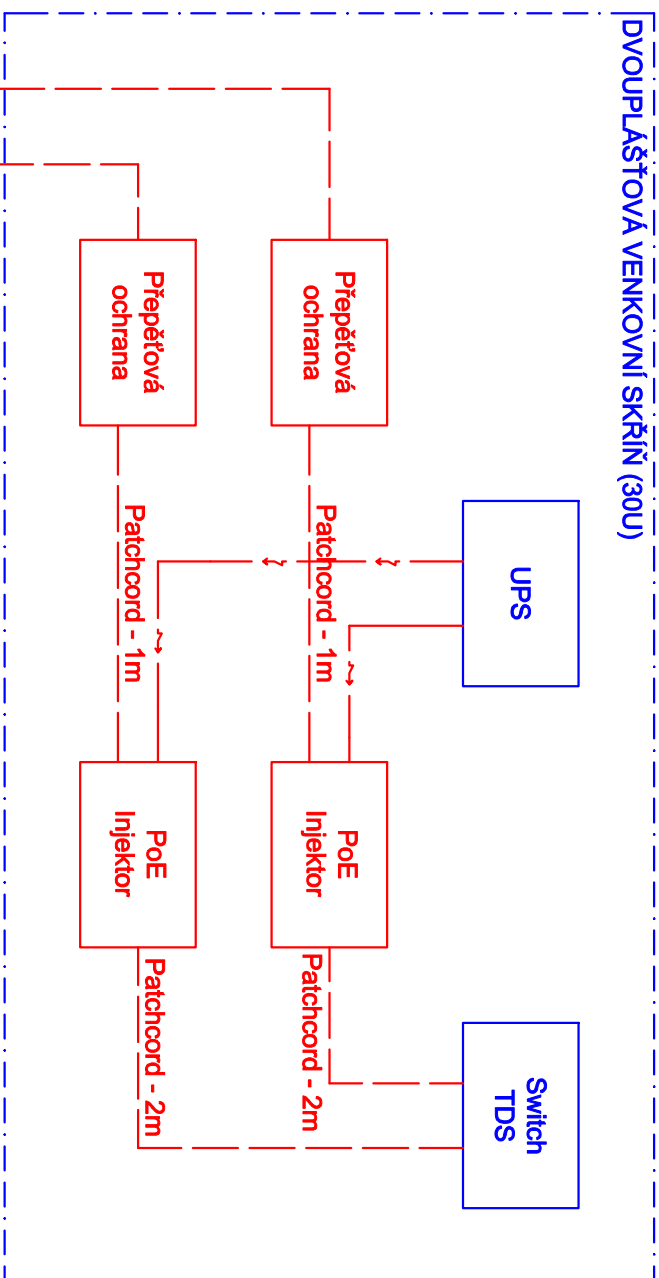 DVOUPLÁŠŤOVÁ VENKOVNÍ SKŘÍŇ (30U)
UPS
Switch
TDS
Přepěťová
ochrana
Patchcord - 1m
PoE
Injektor
Patchcord - 2m
Přepěťová
ochrana
Patchcord - 1m
PoE
Injektor
Patchcord - 2m